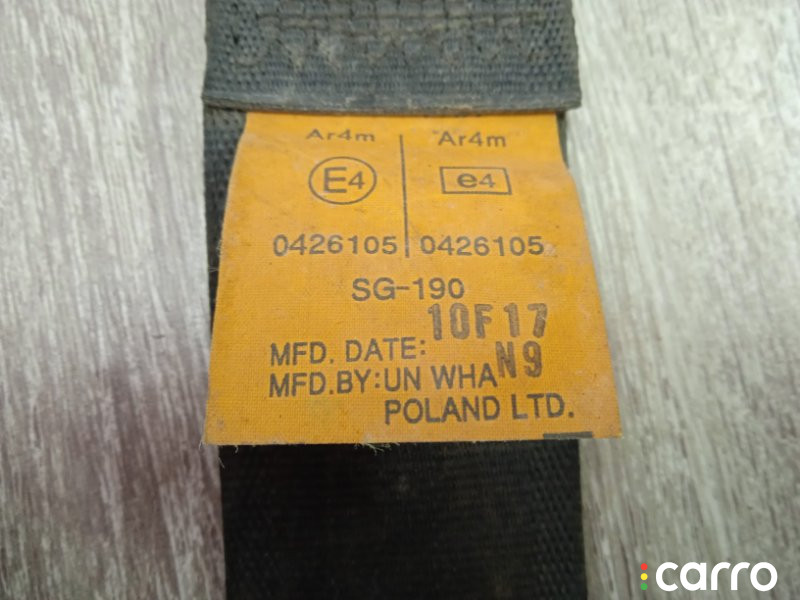 Ar4m Ar4m
E4 e4
0426105 0426105
SG-190
10F17
MFD. DATE:
N9
MFD.BY:UN WHA
POLAND LTD.
carro